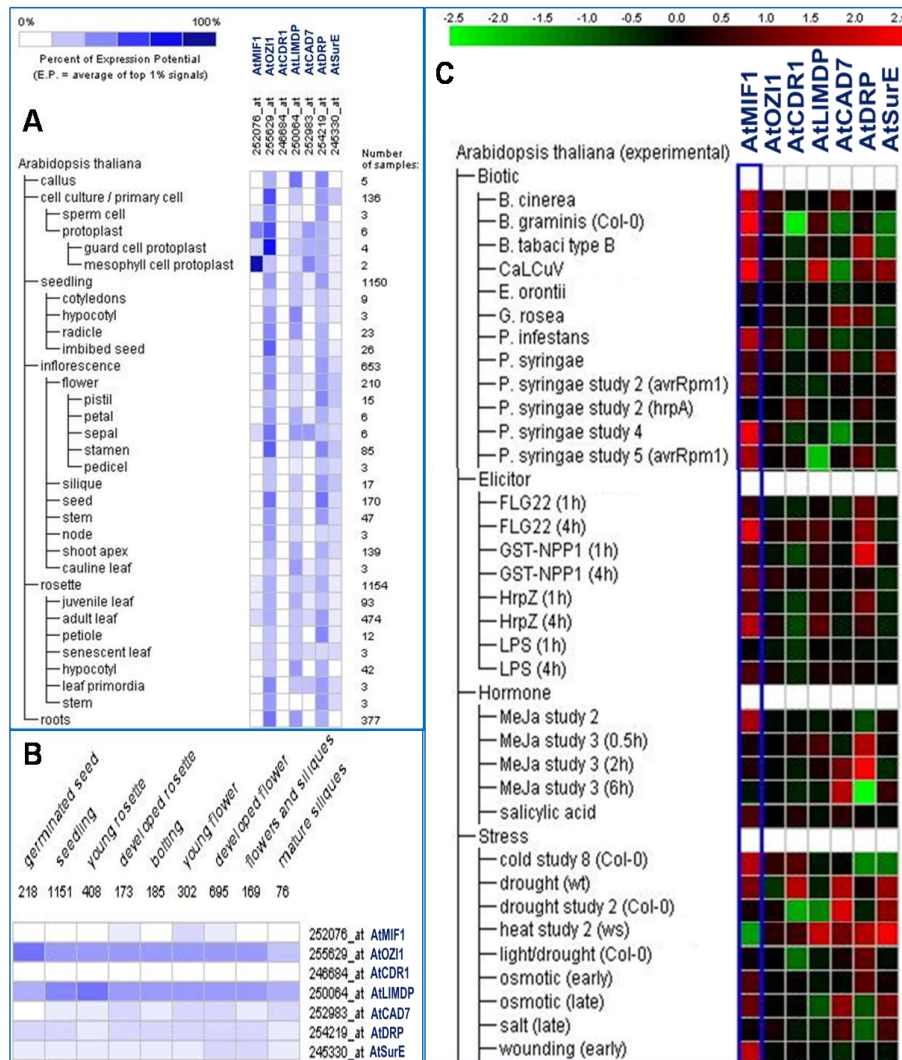 0%
100%
Percent of Expression Potential
(E.P. = average of top 1% signals)
AtMIF1
AtOZI1
AtCDR1
AtLIMDP
AtCAD7
AtDRP
AtSurE
A
252076_at
255629_at
246684_at
250064_at
252983_at
254219_at
245330_at
Number
of samples:
Arabidopsis thaliana
callus 5
cell culture / primary cell 136
sperm cell 3
protoplast 6
guard cell protoplast 4
mesophyll cell protoplast 2
seedling 1150
cotyledons 9
hypocotyl 3
radicle 23
imbibed seed 26
inflorescence 653
flower 210
pistil 15
petal 6
sepal 6
stamen 85
pedicel 3
silique 17
seed 170
stem 47
node 3
shoot apex 139
cauline leaf 3
rosette 1154
juvenile leaf 93
adult leaf 474
petiole 12
senescent leaf 3
hypocotyl 42
leaf primordia 3
stem 3
roots 377
B
germinated seed
seedling
young rosette
developed rosette
bolting
young flower
developed flower
flowers and siliques
mature siliques
218 1151 408 173 185 302 695 169 76
252076_at AtMIF1
255629_at AtOZI1
246684_at AtCDR1
250064_at AtLIMDP
252983_at AtCAD7
254219_at AtDRP
245330_at AtSurE
-2.5 -2.0 -1.0 0.0 1.0 2.0 2.5
C
AtMIF1
AtOZI1
AtCDR1
AtLIMDP
AtCAD7
AtDRP
AtSurE
Arabidopsis thaliana (experimental)
Biotic
B. cinerea
B. graminis (Col-0)
B. tabaci type B
CaLCuV
E. orontii
G. rosea
P. infestans
P. syringae
P. syringae study 2 (avrRpm1)
P. syringae study 2 (hrpA)
P. syringae study 4
P. syringae study 5 (avrRpm1)
Elicitor
FLG22 (1h)
FLG22 (4h)
GST-NPP1 (1h)
GST-NPP1 (4h)
HrpZ (1h)
HrpZ (4h)
LPS (1h)
LPS (4h)
Hormone
MeJa study 2
MeJa study 3 (0.5h)
MeJa study 3 (2h)
MeJa study 3 (6h)
salicylic acid
Stress
cold study 8 (Col-0)
drought (wt)
drought study 2 (Col-0)
heat study 2 (ws)
light/drought (Col-0)
osmotic (early)
osmotic (late)
salt (late)
wounding (early)